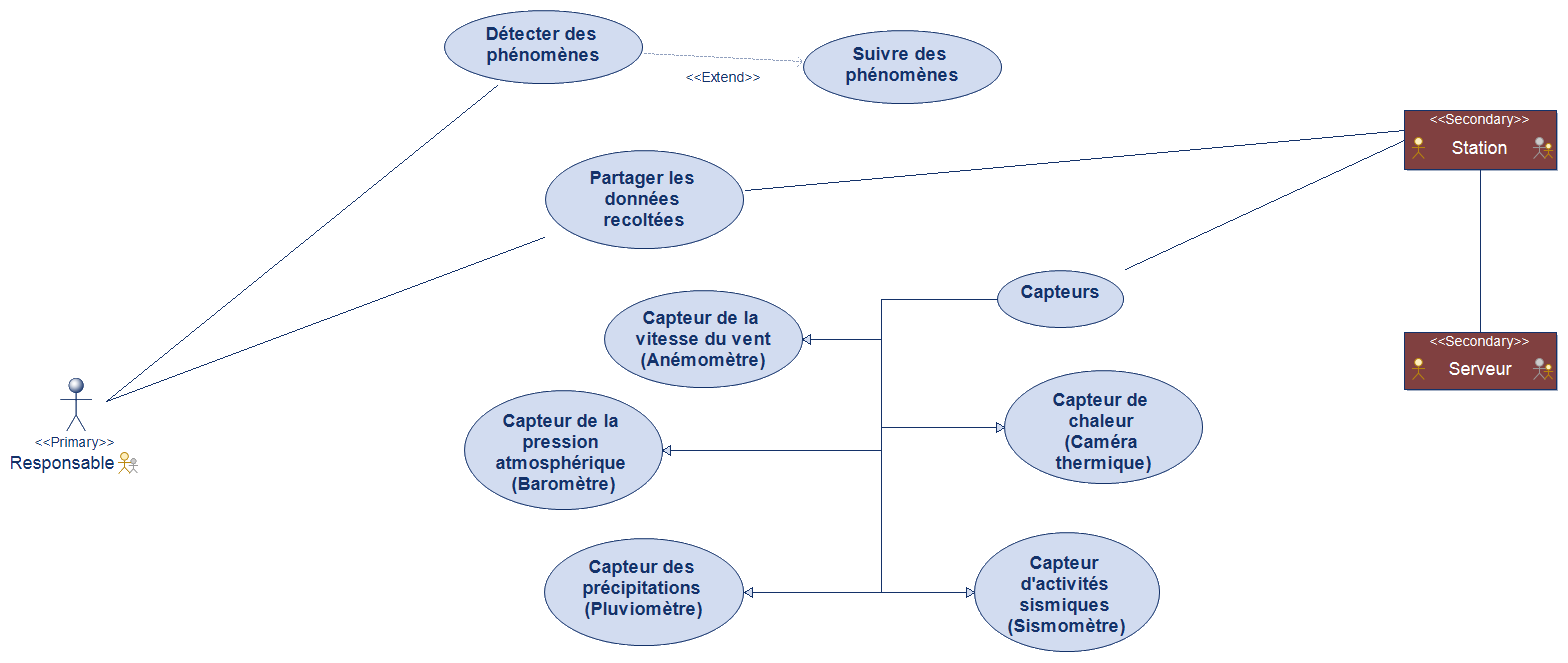 Détecter des
phénomènes
<<Extend>>
Suivre des
phénomènes
<<Secondary>>
Station
Partager les
données
recoltées
Capteurs
Capteur de la
vitesse du vent
(Anémomètre)
<<Secondary>>
Serveur
<<Primary>>
Responsable
Capteur de la
pression
atmosphérique
(Baromètre)
Capteur de
chaleur
(Caméra
thermique)
Capteur des
précipitations
(Pluviomètre)
Capteur
d'activités
sismiques
(Sismomètre)